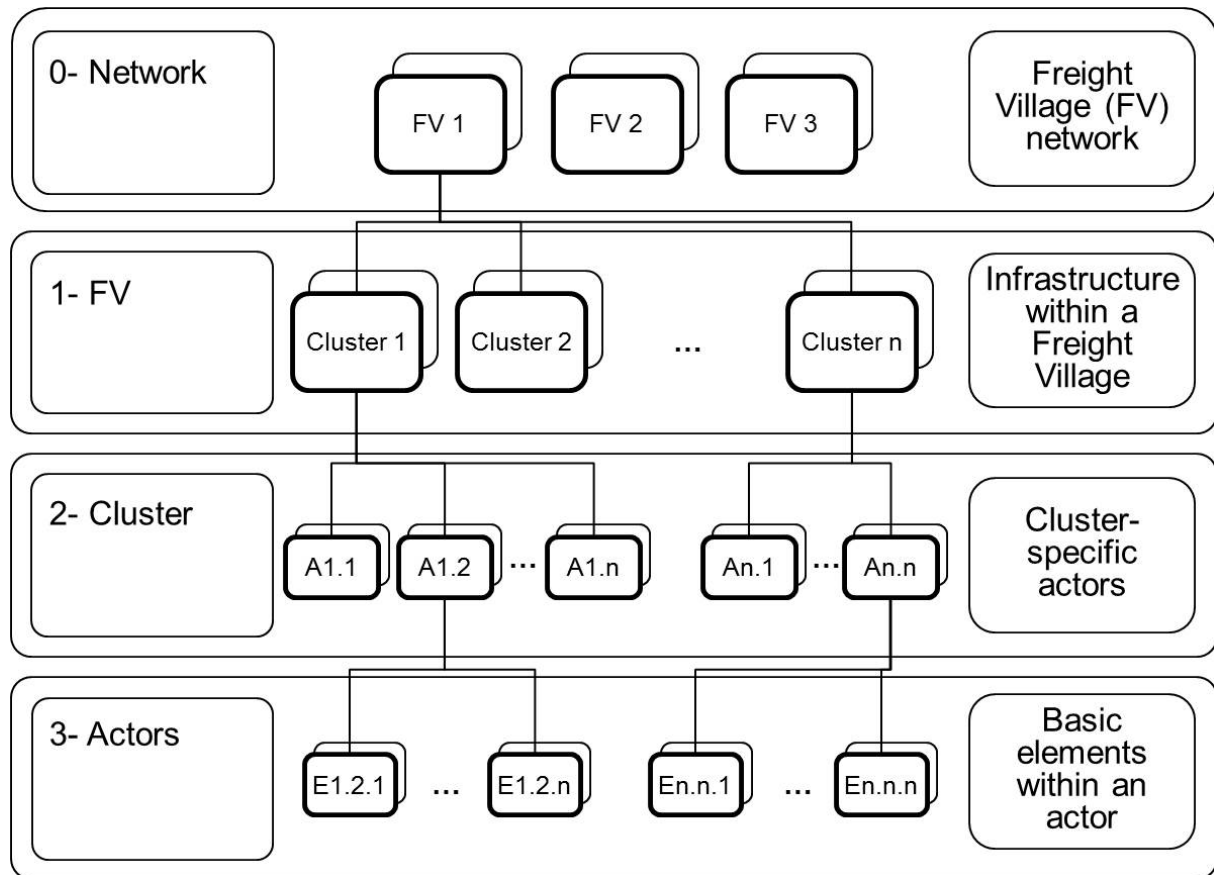 0- Network
FV 1
FV 2
FV 3
Freight
Village (FV)
network
1- FV
Cluster 1
Cluster 2
...
Cluster n
Infrastructure
within a
Freight
Village
2- Cluster
A1.1
A1.2
...
A1.n
An.1
...
An.n
Cluster-
specific
actors
3- Actors
E1.2.1
...
E1.2.n
En.n.1
...
En.n.n
Basic
elements
within an
actor